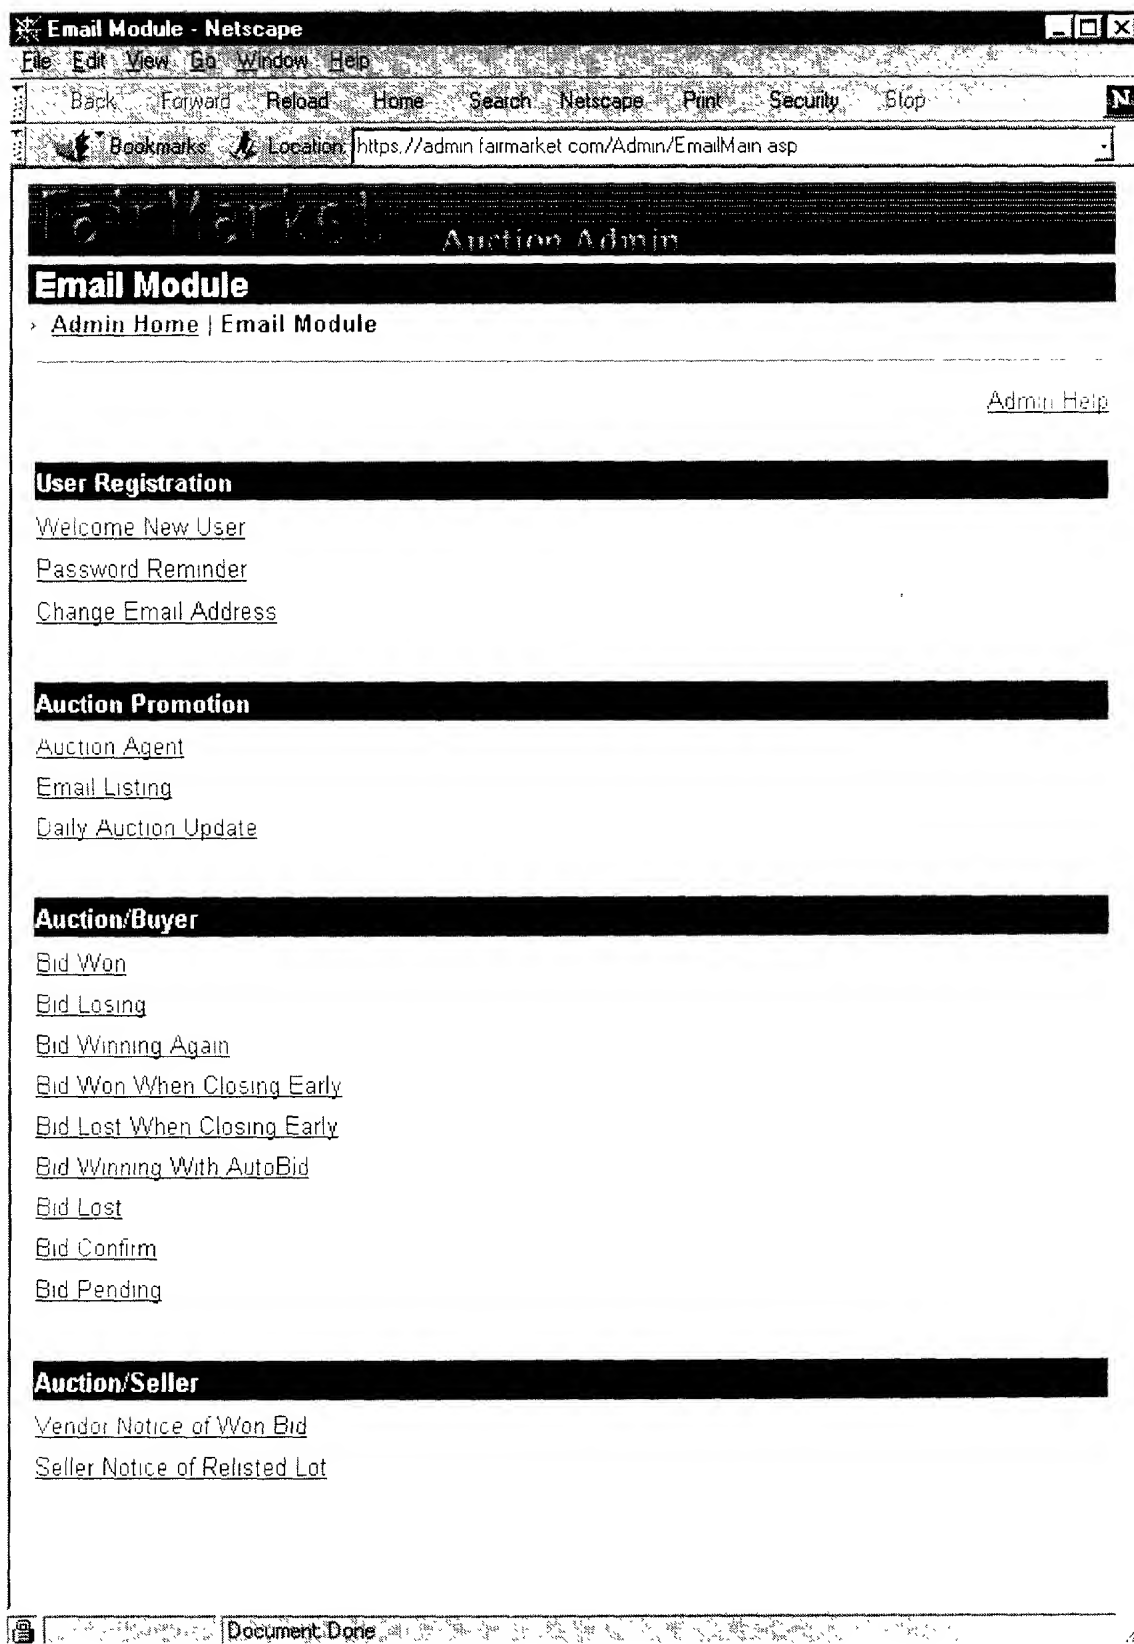 Email Module - Netscape
File Edit View Go Window Help
Back Forward Reload Home Search Netscape Print Security Stop
N
Bookmarks Location: https://admin fairmarket com/Admin/EmailMain asp
FairMarket Auction Admin
Email Module
› Admin Home | Email Module
Admin Help
User Registration
Welcome New User
Password Reminder
Change Email Address
Auction Promotion
Auction Agent
Email Listing
Daily Auction Update
Auction/Buyer
Bid Won
Bid Losing
Bid Winning Again
Bid Won When Closing Early
Bid Lost When Closing Early
Bid Winning With AutoBid
Bid Lost
Bid Confirm
Bid Pending
Auction/Seller
Vendor Notice of Won Bid
Seller Notice of Relisted Lot
Document: Done